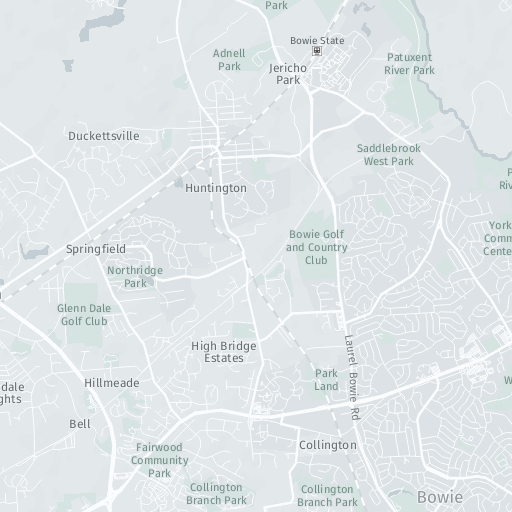 Park
Bowie State
Adnell
Park
Patuxent
River Park
Jericho
Park
Duckettsville
Saddlebrook
West Park
P
Riv
Huntington
York
Comm
Cente
Bowie Golf
and Country
Club
Springfield
Northridge
Park
Glenn Dale
Golf Club
High Bridge
Estates
Laurel Bowie Rd
Park
Land
Hillmeade
dale
ghts
W
Bell
Fairwood
Community
Park
Collington
Collington
Branch Park
Collington
Branch Park
Bowie